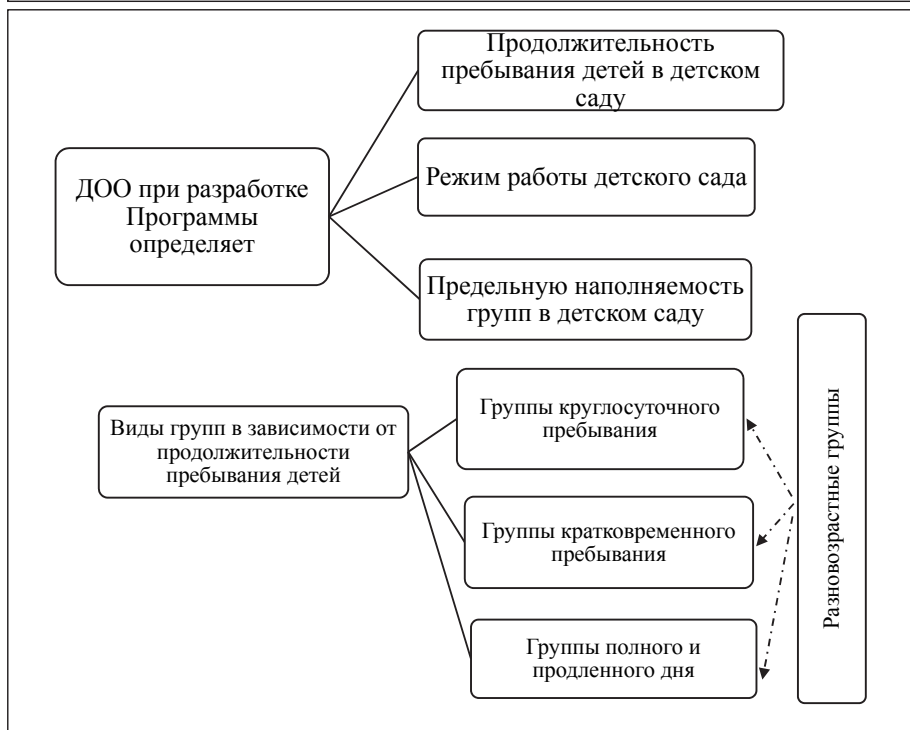 ДОО при разработке
Программы
определяет
Продолжительность
пребывания детей в детском
саду
Режим работы детского сада
Предельную наполняемость
групп в детском саду
Виды групп в зависимости от
продолжительности
пребывания детей
Группы круглосуточного
пребывания
Группы кратковременного
пребывания
Группы полного и
продленного дня
Разновозрастные группы